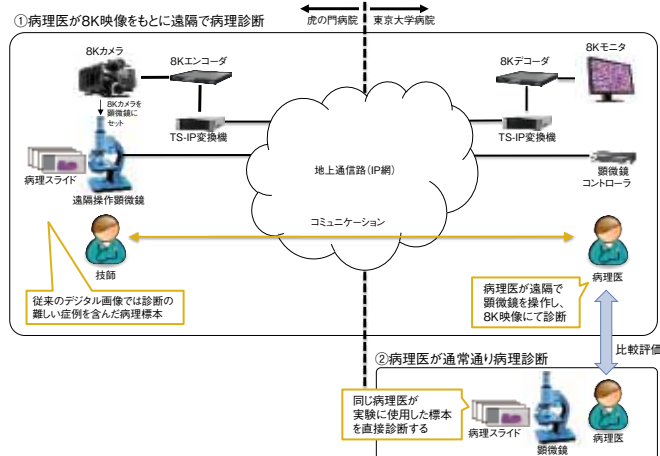 ①病理医が8K映像をもとに遠隔で病理診断
虎の門病院
東京大学病院
8Kカメラ
8Kエンコーダ
8Kデコーダ
8Kモニタ
8Kカメラを
顕微鏡に
セット
TS-IP変換機
TS-IP変換機
病理スライド
遠隔操作顕微鏡
地上通信路(IP網)
顕微鏡
コントローラ
コミュニケーション
技師
病理医
従来のデジタル画像では診断の
難しい症例を含んだ病理標本
病理医が遠隔で
顕微鏡を操作し、
8K映像にて診断
比較評価
②病理医が通常通り病理診断
同じ病理医が
実験に使用した標本
を直接診断する
病理スライド
顕微鏡
病理医